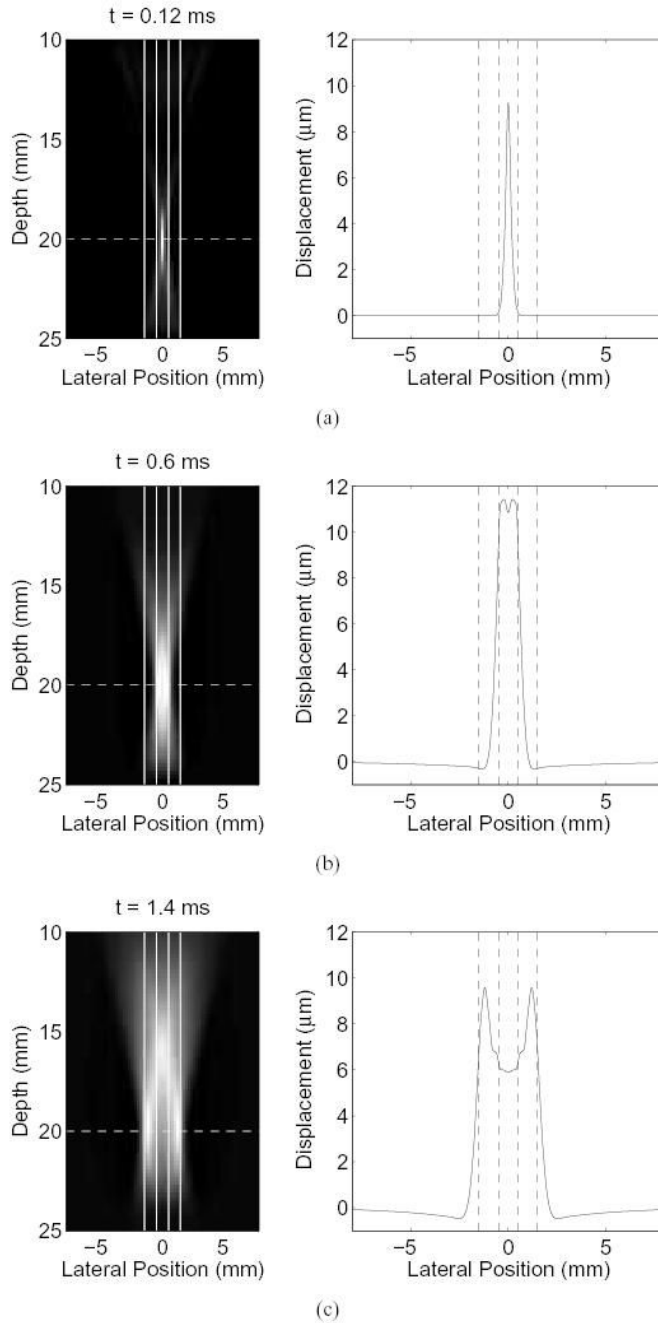 t = 0.12 ms
10
15
20
25
Depth (mm)
−5 0 5
Lateral Position (mm)
12
10
8
6
4
2
0
Displacement (μm)
−5 0 5
Lateral Position (mm)
(a)
t = 0.6 ms
10
15
20
25
Depth (mm)
−5 0 5
Lateral Position (mm)
12
10
8
6
4
2
0
Displacement (μm)
−5 0 5
Lateral Position (mm)
(b)
t = 1.4 ms
10
15
20
25
Depth (mm)
−5 0 5
Lateral Position (mm)
12
10
8
6
4
2
0
Displacement (μm)
−5 0 5
Lateral Position (mm)
(c)